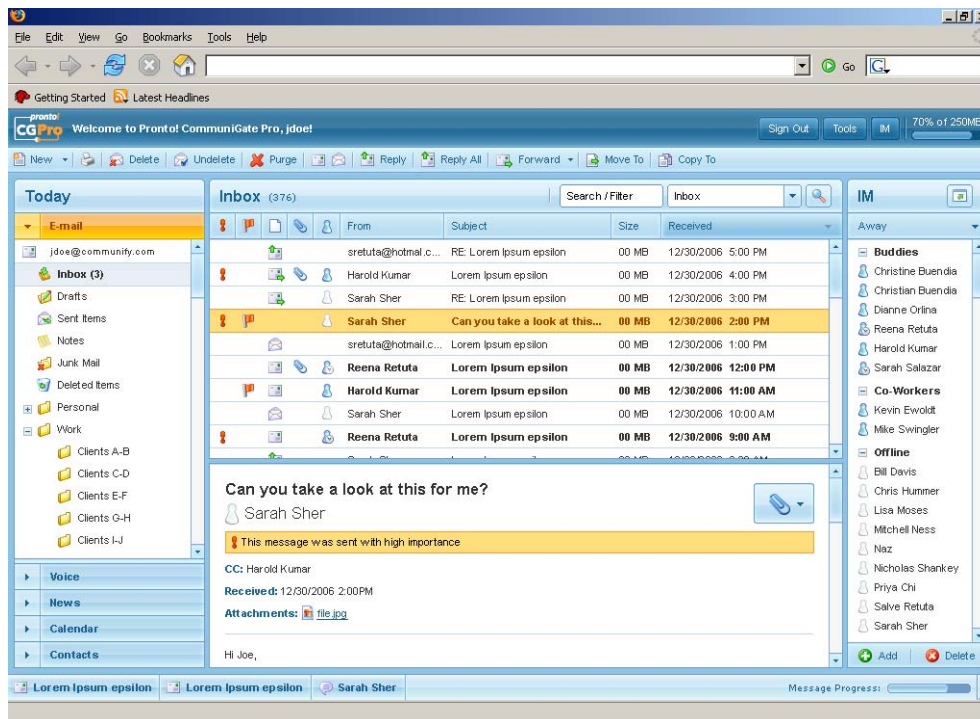 File Edit View Go Bookmarks Tools Help
Go G
Getting Started Latest Headlines
pronto! CGPro Welcome to Pronto! CommuniGate Pro, jdoe! Sign Out Tools IM 70% of 250MB
New Delete Undelete Purge Reply Reply All Forward Move To Copy To
Today
E-mail
jdoe@communify.com
Inbox (3)
Drafts
Sent Items
Notes
Junk Mail
Deleted Items
Personal
Work
Clients A-B
Clients C-D
Clients E-F
Clients G-H
Clients I-J
Voice
News
Calendar
Contacts
Inbox (376) Search / Filter Inbox
From Subject Size Received
sretuta@hotmal.c... RE: Lorem Ipsum epsilon 00 MB 12/30/2006 5:00 PM
Harold Kumar Lorem Ipsum epsilon 00 MB 12/30/2006 4:00 PM
Sarah Sher RE: Lorem Ipsum epsilon 00 MB 12/30/2006 3:00 PM
Sarah Sher Can you take a look at this... 00 MB 12/30/2006 2:00 PM
sretuta@hotmail.c... Lorem Ipsum epsilon 00 MB 12/30/2006 1:00 PM
Reena Retuta Lorem Ipsum epsilon 00 MB 12/30/2006 12:00 PM
Harold Kumar Lorem Ipsum epsilon 00 MB 12/30/2006 11:00 AM
Sarah Sher Lorem Ipsum epsilon 00 MB 12/30/2006 10:00 AM
Reena Retuta Lorem Ipsum epsilon 00 MB 12/30/2006 9:00 AM
Can you take a look at this for me?
Sarah Sher
This message was sent with high importance
CC: Harold Kumar
Received: 12/30/2006 2:00PM
Attachments: file.jpg
Hi Joe,
IM
Away
Buddies
Christine Buendia
Christian Buendia
Dianne Orlina
Reena Retuta
Harold Kumar
Sarah Salazar
Co-Workers
Kevin Ewoldt
Mike Swingler
Offline
Bill Davis
Chris Hummer
Lisa Moses
Mitchell Ness
Naz
Nicholas Shankey
Priya Chi
Salve Retuta
Sarah Sher
Add Delete
Lorem Ipsum epsilon Lorem Ipsum epsilon Sarah Sher Message Progress: